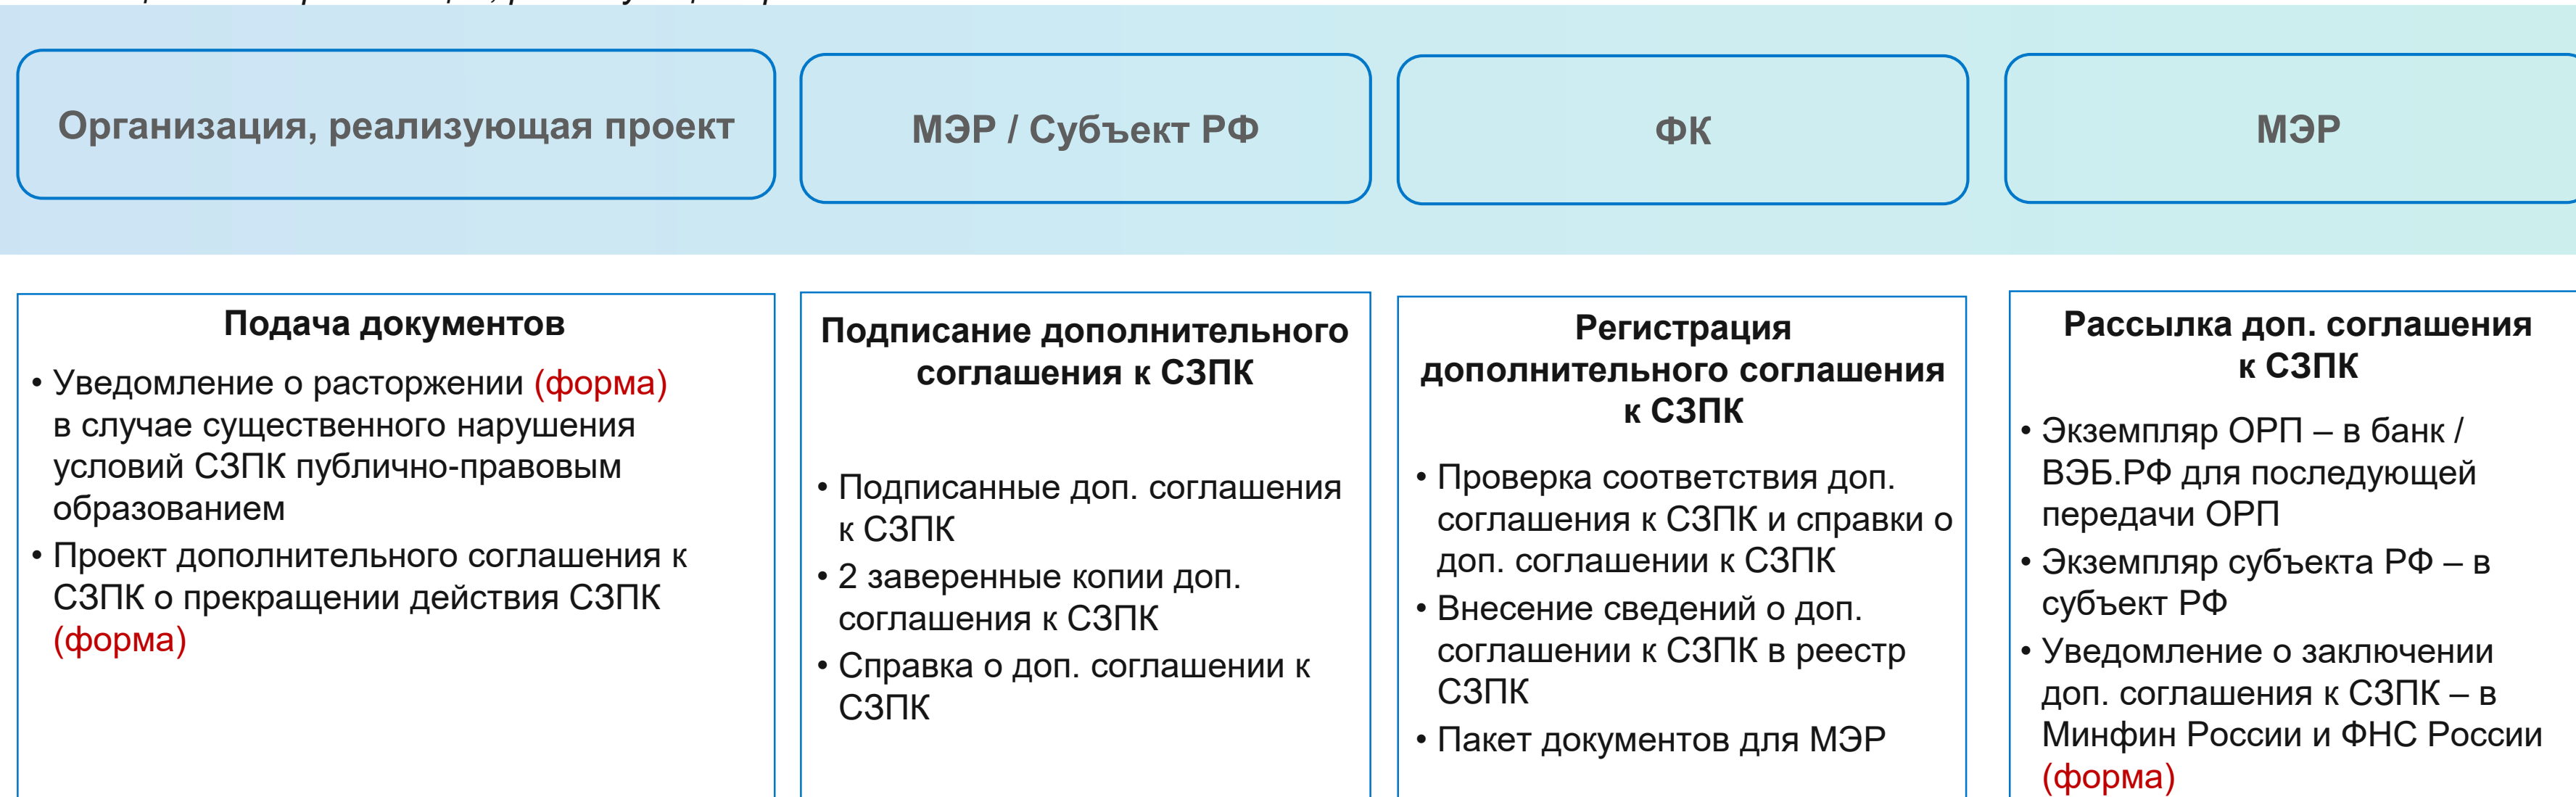 Организация, реализующая проект
МЭР / Субъект РФ
ФК
МЭР
Подача документов
• Уведомление о расторжении (форма)
в случае существенного нарушения
условий СЗПК публично-правовым
образованием
• Проект дополнительного соглашения к
СЗПК о прекращении действия СЗПК
(форма)
Подписание дополнительного
соглашения к СЗПК
• Подписанные доп. соглашения
к СЗПК
• 2 заверенные копии доп.
соглашения к СЗПК
• Справка о доп. соглашении к
СЗПК
Регистрация
дополнительного соглашения
к СЗПК
• Проверка соответствия доп.
соглашения к СЗПК и справки о
доп. соглашении к СЗПК
• Внесение сведений о доп.
соглашении к СЗПК в реестр
СЗПК
• Пакет документов для МЭР
Рассылка доп. соглашения
к СЗПК
• Экземпляр ОРП – в банк /
ВЭБ.РФ для последующей
передачи ОРП
• Экземпляр субъекта РФ – в
субъект РФ
• Уведомление о заключении
доп. соглашения к СЗПК – в
Минфин России и ФНС России
(форма)